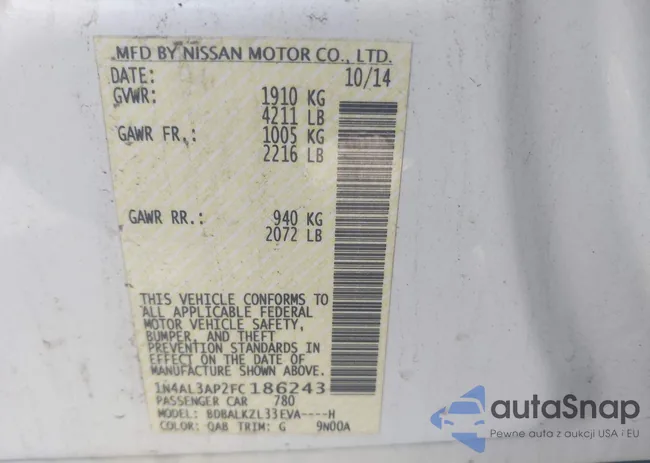 MFD BY NISSAN MOTOR CO., LTD.
DATE: 10/14
GVWR: 1910 KG
4211 LB
GAWR FR.: 1005 KG
2216 LB
GAWR RR.: 940 KG
2072 LB
THIS VEHICLE CONFORMS TO
ALL APPLICABLE FEDERAL
MOTOR VEHICLE SAFETY,
BUMPER, AND THEFT
PREVENTION STANDARDS IN
EFFECT ON THE DATE OF
MANUFACTURE SHOWN ABOVE.
1N4AL3AP2FC186243
PASSENGER CAR 780
MODEL: BDBALKZL33EVA----H
COLOR: QAB TRIM: G 9N00A
autoSnap
Pewne auta z aukcji USA i EU